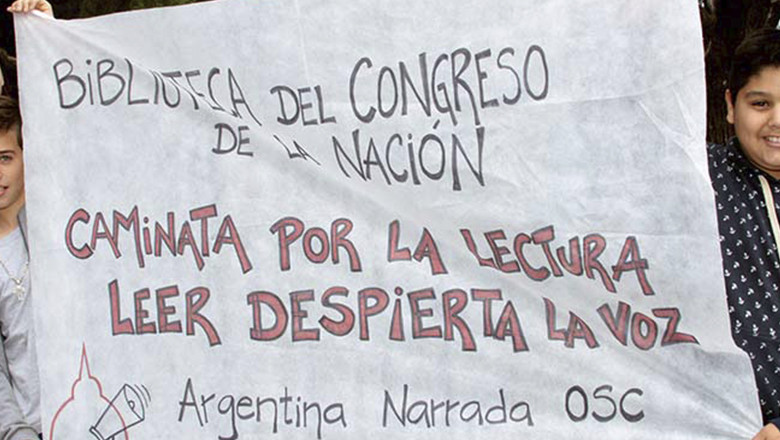 BiBLiOTECA DEL CONGRESO
DE LA NACIÓN
CAMiNATA POR LA LECTURA
LEER DESPiERTA LA VOZ
Argentina Narrada OSC